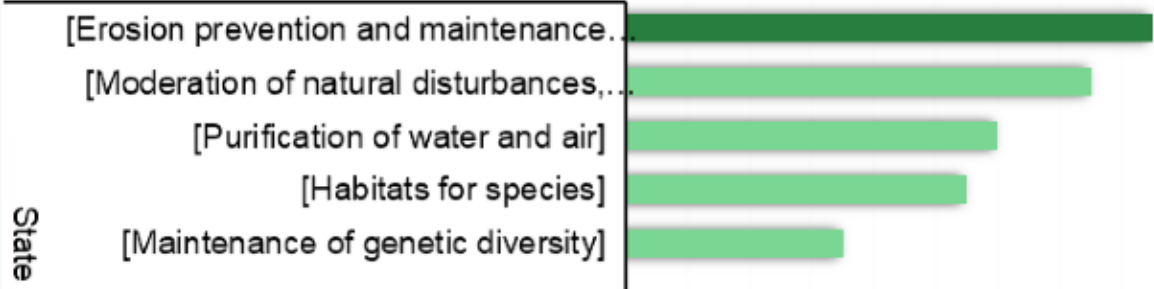 [Erosion prevention and maintenance...
[Moderation of natural disturbances,...
[Purification of water and air]
[Habitats for species]
[Maintenance of genetic diversity]
State